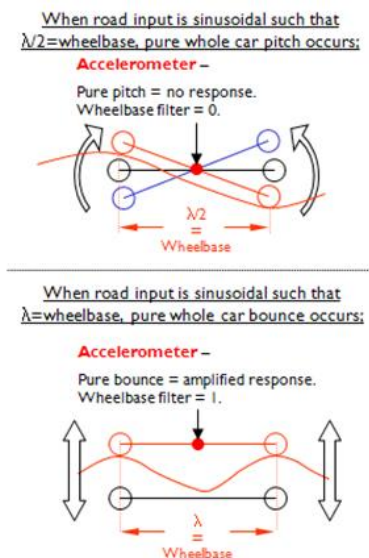 When road input is sinusoidal such that
λ/2=wheelbase, pure whole car pitch occurs;
Accelerometer –
Pure pitch = no response.
Wheelbase filter = 0.
λ/2
=
Wheelbase
When road input is sinusoidal such that
λ=wheelbase, pure whole car bounce occurs;
Accelerometer –
Pure bounce = amplified response.
Wheelbase filter = 1.
λ
=
Wheelbase